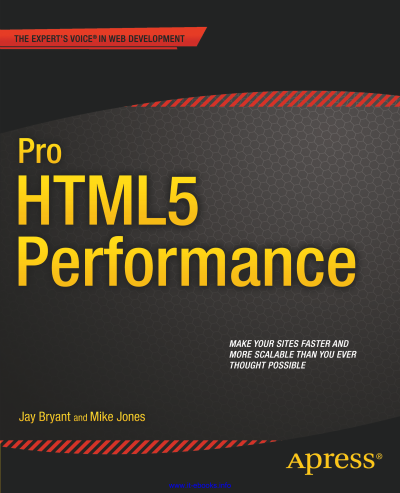 THE EXPERT'S VOICE® IN WEB DEVELOPMENT
Pro
HTML5
Performance
MAKE YOUR SITES FASTER AND
MORE SCALABLE THAN YOU EVER
THOUGHT POSSIBLE
Jay Bryant and Mike Jones
Apress®